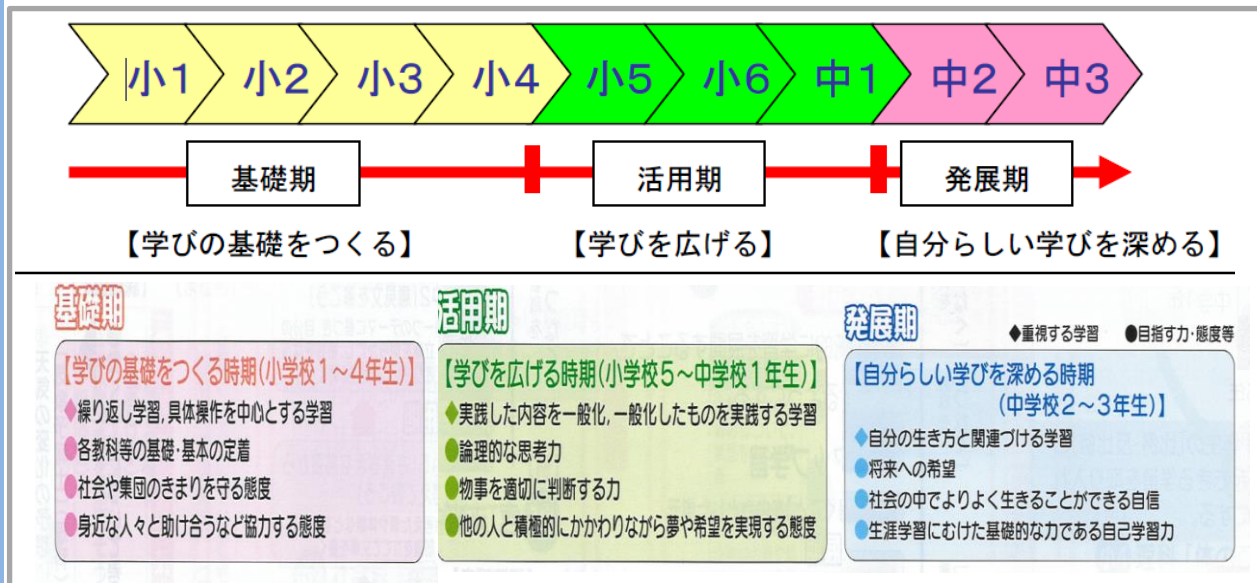 小1 小2 小3 小4 小5 小6 中1 中2 中3
基礎期 活用期 発展期
【学びの基礎をつくる】 【学びを広げる】 【自分らしい学びを深める】
基礎期
【学びの基礎をつくる時期(小学校1～4年生)】
◆繰り返し学習,具体操作を中心とする学習
●各教科等の基礎・基本の定着
●社会や集団のきまりを守る態度
●身近な人々と助け合うなど協力する態度
活用期
【学びを広げる時期(小学校5～中学校1年生)】
◆実践した内容を一般化,一般化したものを実践する学習
●論理的な思考力
●物事を適切に判断する力
●他の人と積極的にかかわりながら夢や希望を実現する態度
発展期
◆重視する学習 ●目指す力・態度等
【自分らしい学びを深める時期
(中学校2～3年生)】
◆自分の生き方と関連づける学習
●将来への希望
●社会の中でよりよく生きることができる自信
●生涯学習にむけた基礎的な力である自己学習力